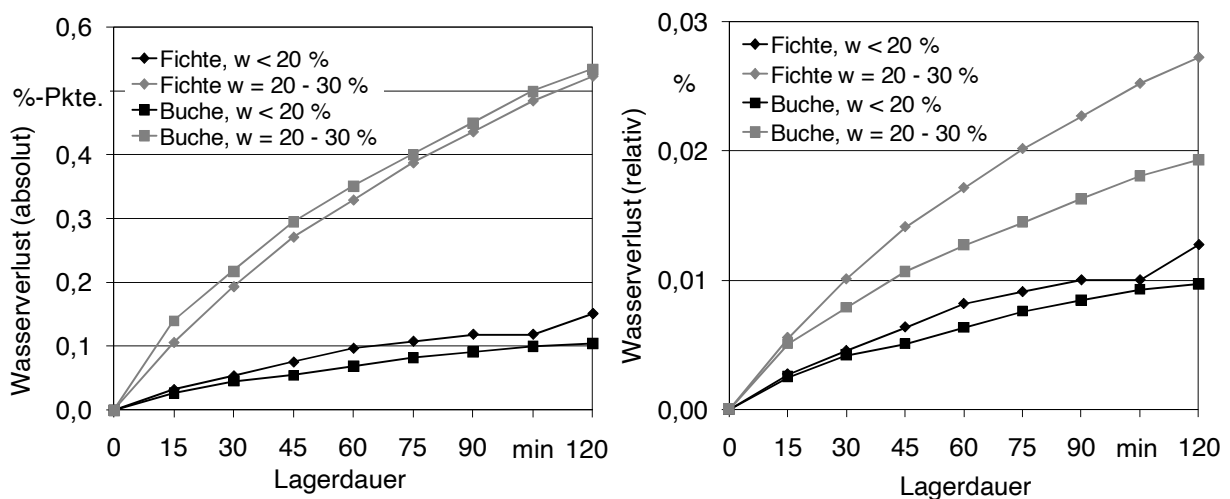 0,6
0,5
0,4
0,3
0,2
0,1
0,0
%-Pkte.
Wasserverlust (absolut)
Fichte, w < 20 %
Fichte w = 20 - 30 %
Buche, w < 20 %
Buche, w = 20 - 30 %
0 15 30 45 60 75 90 min 120
Lagerdauer
0,03
%
0,02
0,01
0,00
Wasserverlust (relativ)
Fichte, w < 20 %
Fichte w = 20 - 30 %
Buche, w < 20 %
Buche, w = 20 - 30 %
0 15 30 45 60 75 90 min 120
Lagerdauer